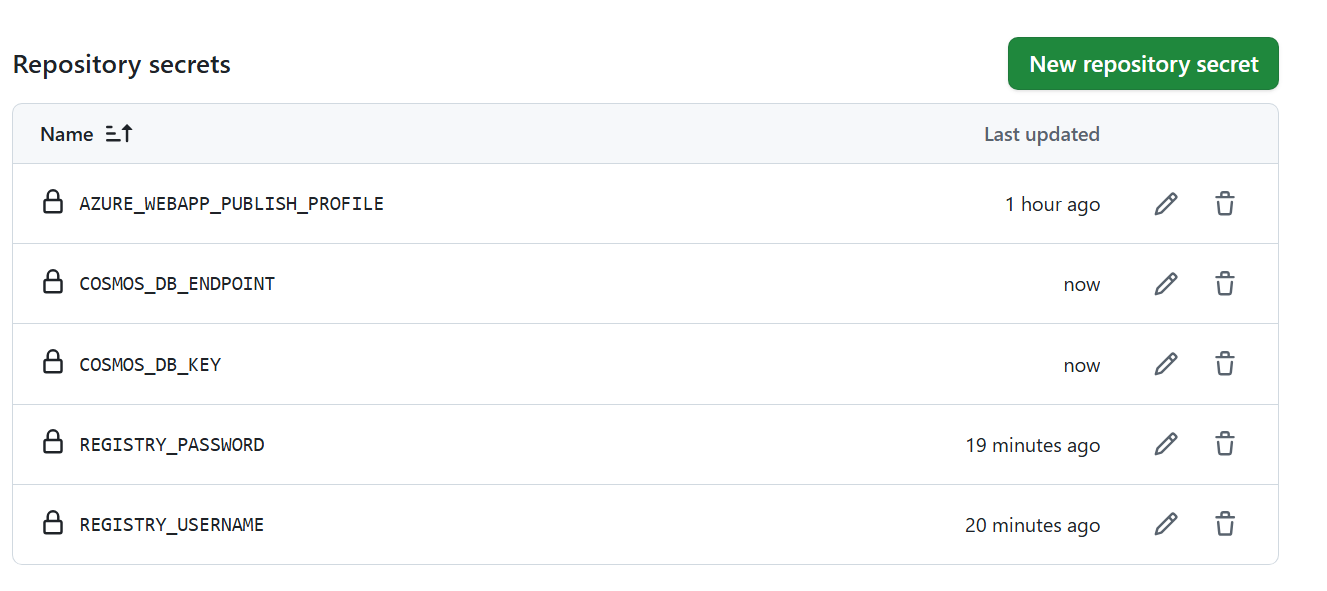 Repository secrets
New repository secret
Name
Last updated
AZURE_WEBAPP_PUBLISH_PROFILE
1 hour ago
COSMOS_DB_ENDPOINT
now
COSMOS_DB_KEY
now
REGISTRY_PASSWORD
19 minutes ago
REGISTRY_USERNAME
20 minutes ago